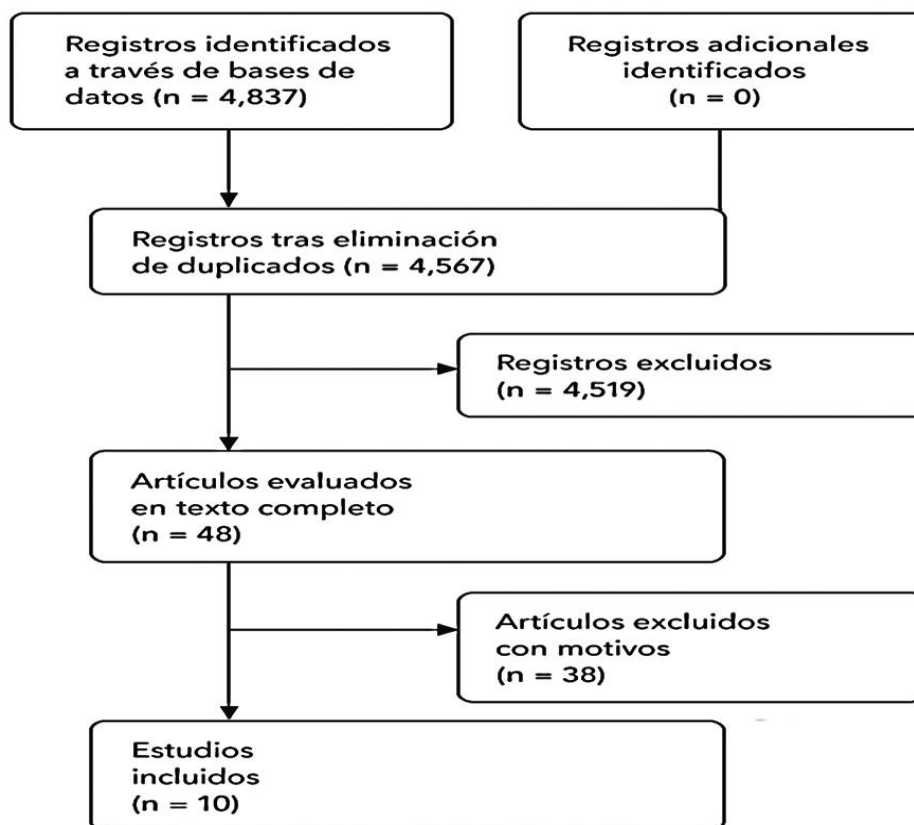 Registros identificados
a través de bases de
datos (n = 4,837)
Registros adicionales
identificados
(n = 0)
Registros tras eliminación
de duplicados (n = 4,567)
Registros excluidos
(n = 4,519)
Artículos evaluados
en texto completo
(n = 48)
Artículos excluidos
con motivos
(n = 38)
Estudios
incluidos
(n = 10)